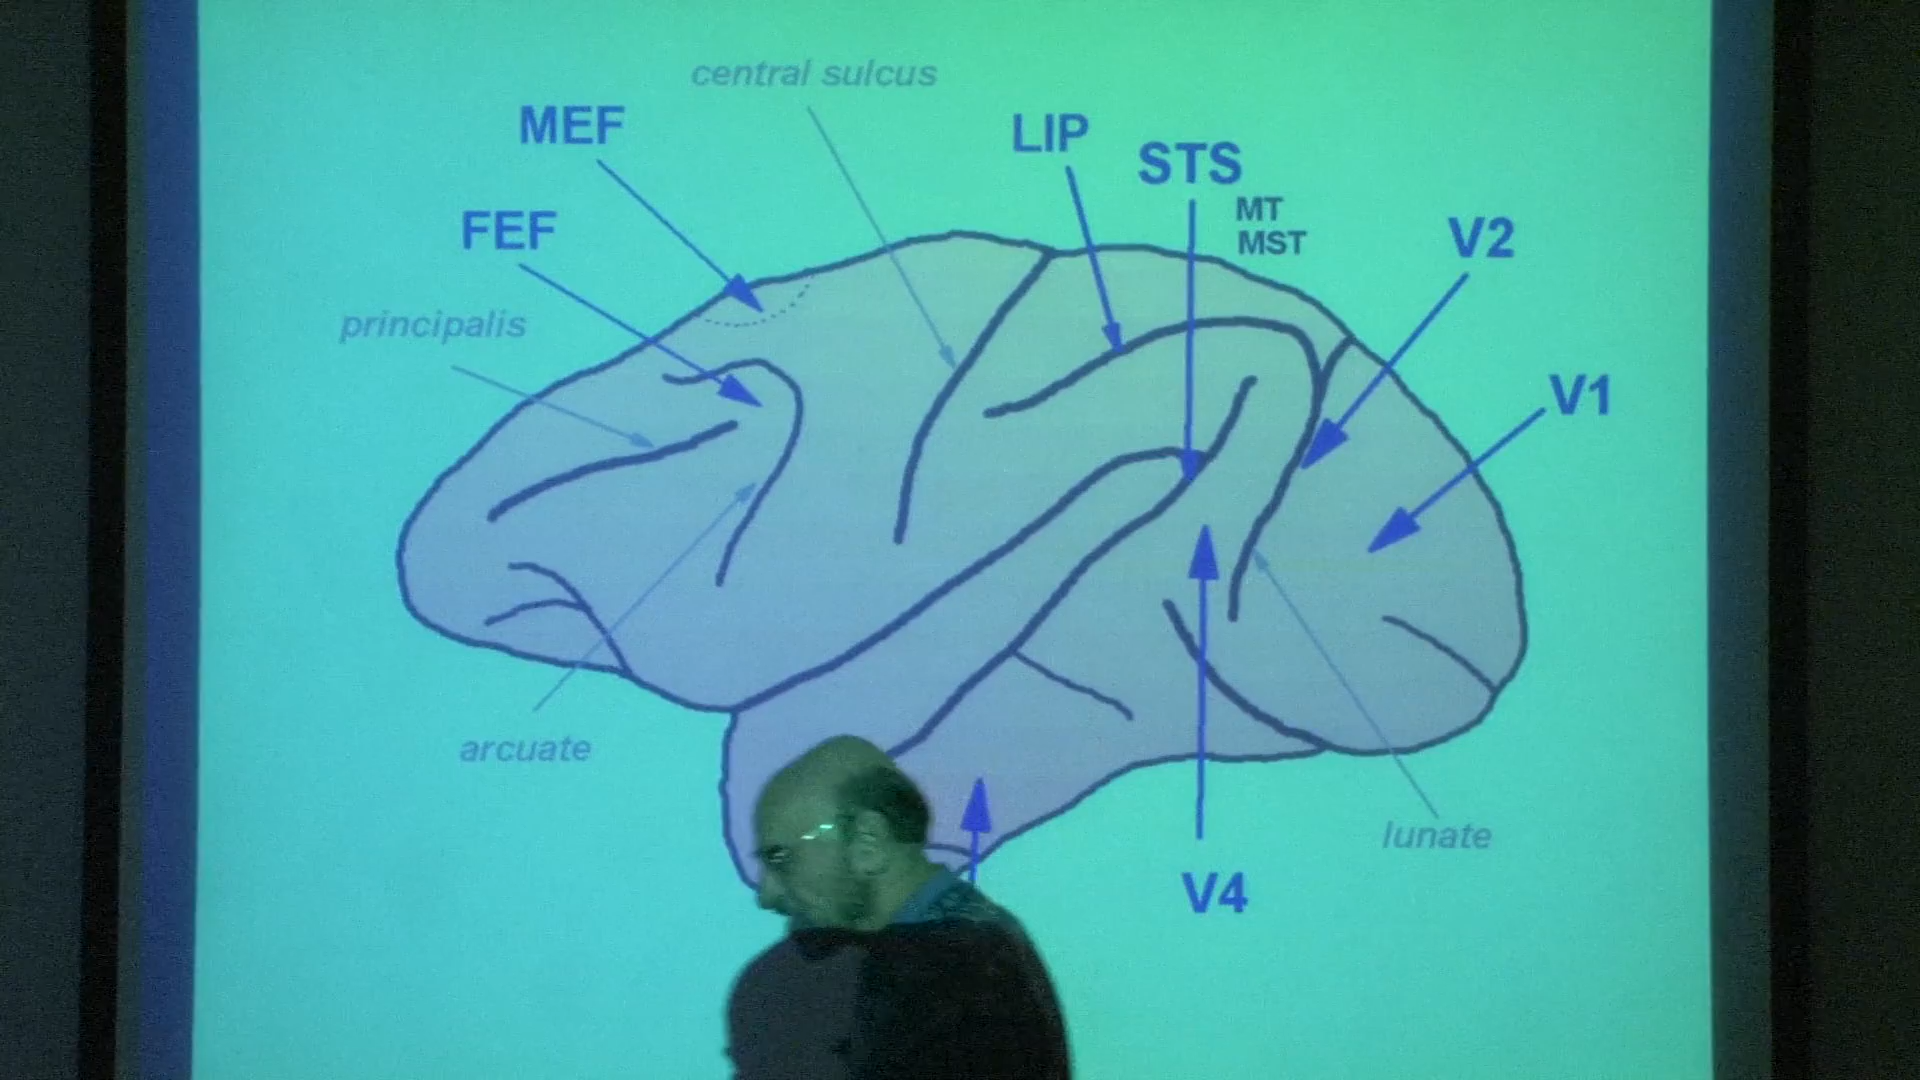 central sulcus
MEF
LIP
STS
MT
MST
FEF
V2
principalis
V1
arcuate
lunate
V4